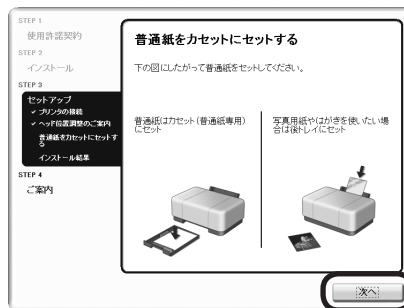 STEP 1
使用許諾契約
STEP 2
インストール
STEP 3
セットアップ
✓ プリンタの接続
✓ ヘッド位置調整のご案内
普通紙をカセットにセットす
る
インストール結果
STEP 4
ご案内
普通紙をカセットにセットする
下の図にしたがって普通紙をセットしてください。
普通紙はカセット(普通紙専用)
にセット
写真用紙やはがきを使いたい場
合は後トレイにセット
次へ